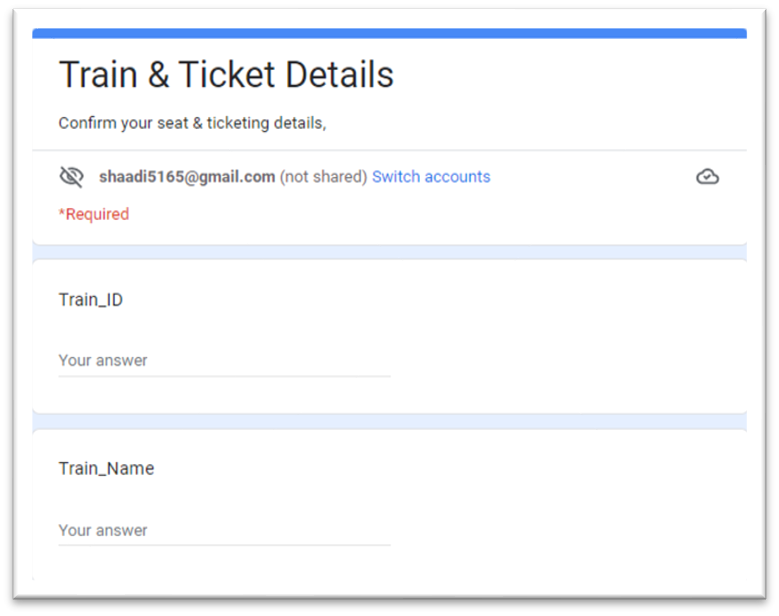 Train & Ticket Details
Confirm your seat & ticketing details,
shaadi5165@gmail.com (not shared) Switch accounts
*Required
Train_ID
Your answer
Train_Name
Your answer